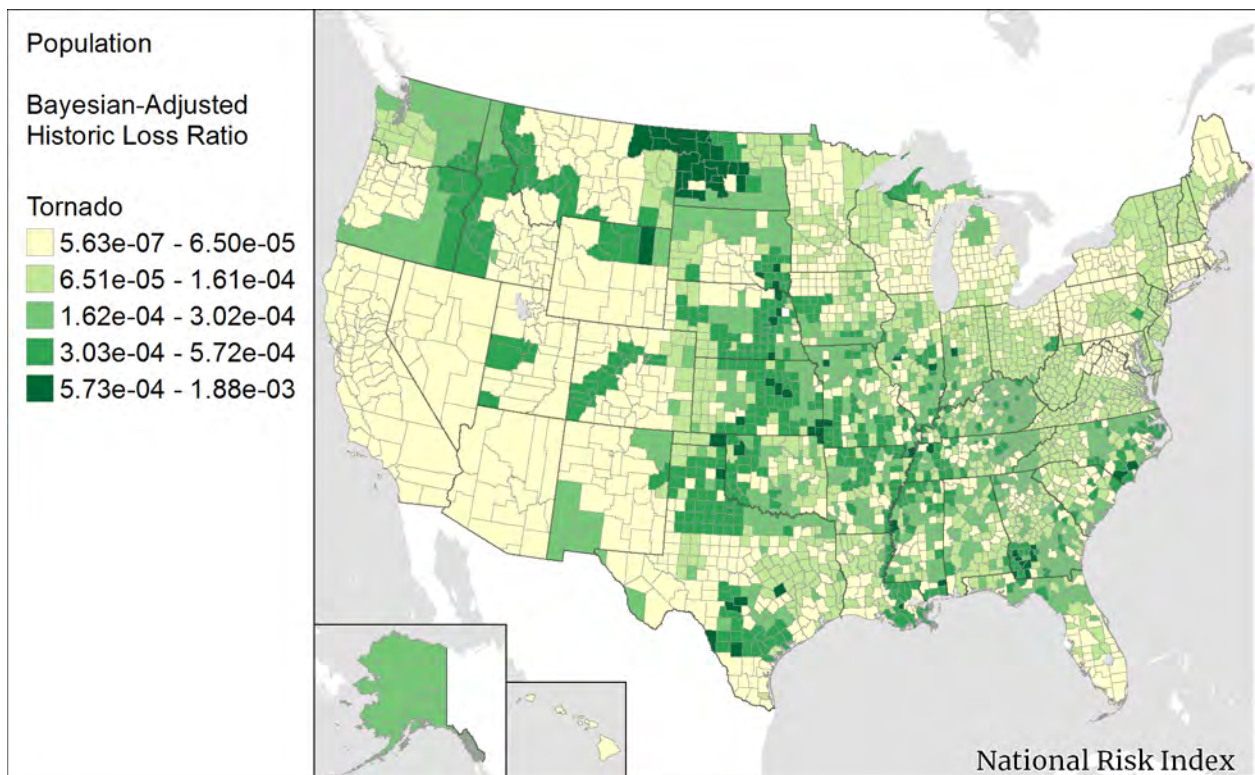 Population
Bayesian-Adjusted
Historic Loss Ratio
Tornado
5.63e-07 - 6.50e-05
6.51e-05 - 1.61e-04
1.62e-04 - 3.02e-04
3.03e-04 - 5.72e-04
5.73e-04 - 1.88e-03
National Risk Index